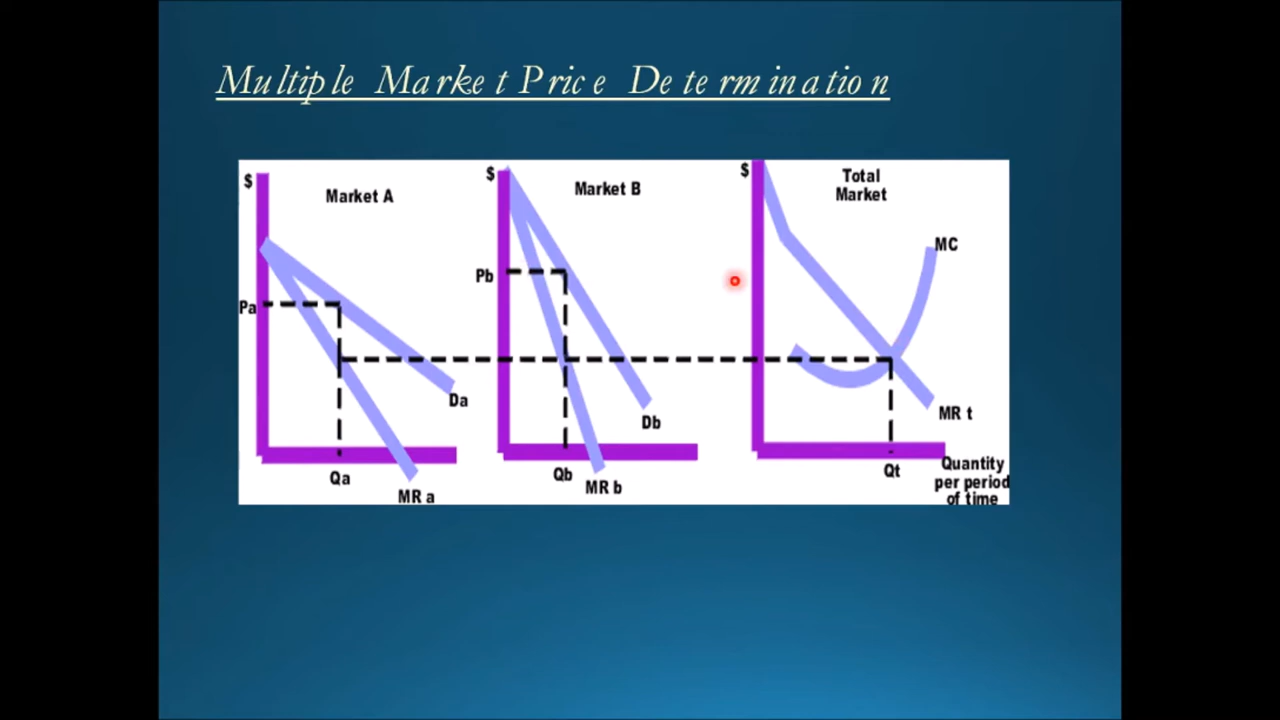 Multiple Market Price Determination
$
Market A
Pa
Da
Qa
MR a
$
Market B
Pb
Db
Qb
MR b
$
Total
Market
MC
MR t
Qt
Quantity
per period
of time